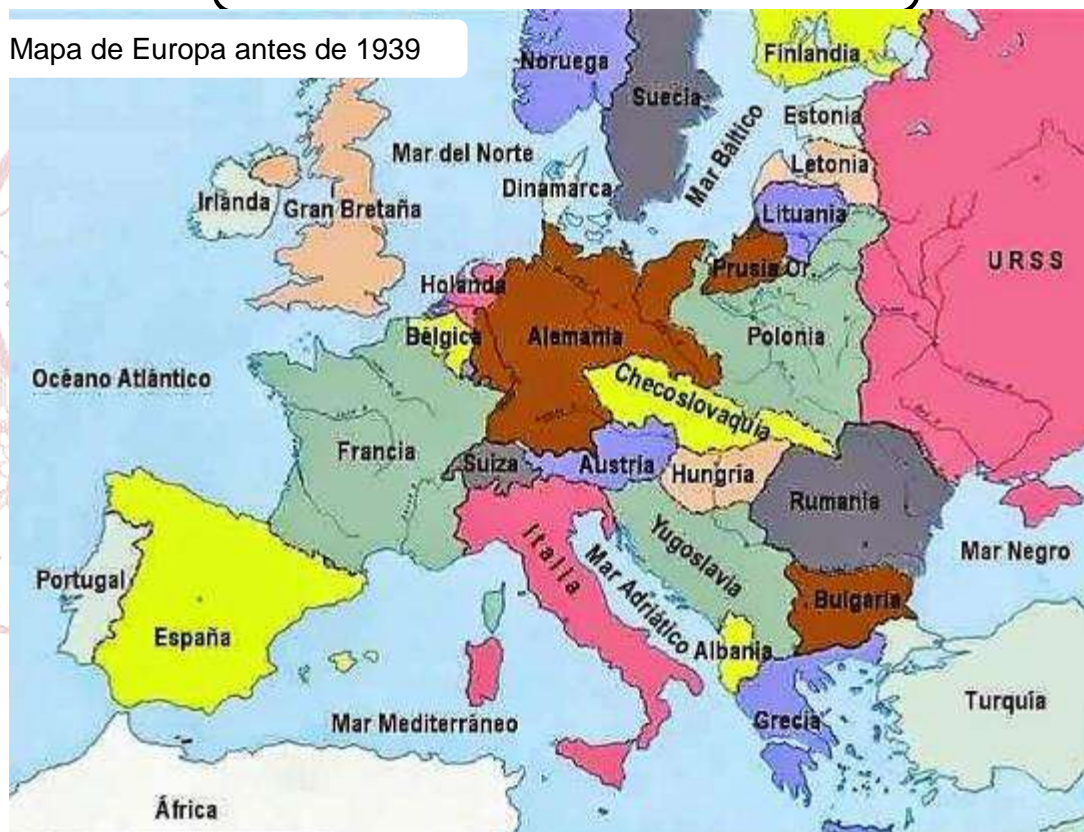 Mapa de Europa antes de 1939
Noruega
Finlandia
Suecia
Estonia
Mar del Norte
Mar Báltico
Letonia
Dinamarca
Irlanda
Gran Bretaña
Lituania
URSS
Prusia Or.
Holanda
Bélgica
Alemania
Polonia
Océano Atlántico
Checoslovaquia
Francia
Suiza
Austria
Hungría
Rumania
Yugoslavia
Italia
Mar Adriático
Mar Negro
Portugal
Bulgaria
España
Albania
Turquía
Mar Mediterráneo
Grecia
África